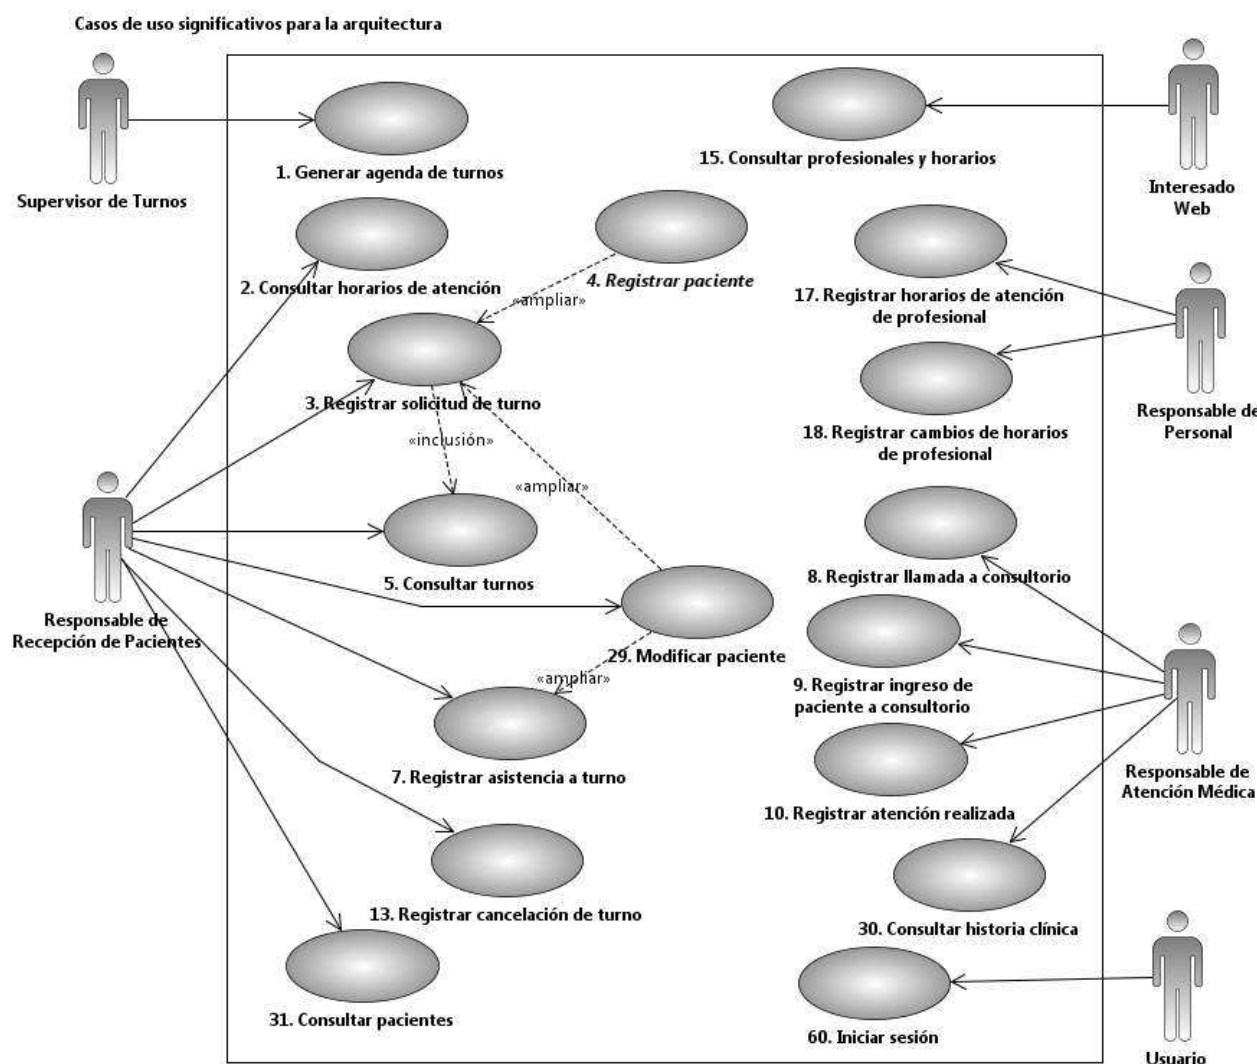 Casos de uso significativos para la arquitectura
Supervisor de Turnos
1. Generar agenda de turnos
15. Consultar profesionales y horarios
Interesado
Web
2. Consultar horarios de atención
4. Registrar paciente
«ampliar»
17. Registrar horarios de atención
de profesional
3. Registrar solicitud de turno
«inclusión»
18. Registrar cambios de horarios
de profesional
Responsable de
Personal
«ampliar»
5. Consultar turnos
8. Registrar llamada a consultorio
Responsable de
Recepción de Pacientes
29. Modificar paciente
«ampliar»
9. Registrar ingreso de
paciente a consultorio
7. Registrar asistencia a turno
10. Registrar atención realizada
Responsable de
Atención Médica
13. Registrar cancelación de turno
30. Consultar historia clínica
31. Consultar pacientes
60. Iniciar sesión
Usuario